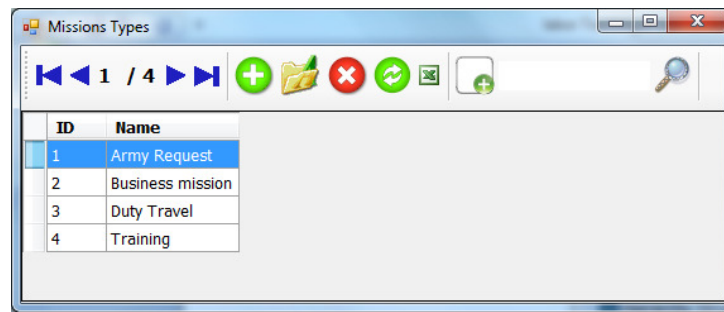 Missions Types
1 / 4
ID Name
1 Army Request
2 Business mission
3 Duty Travel
4 Training